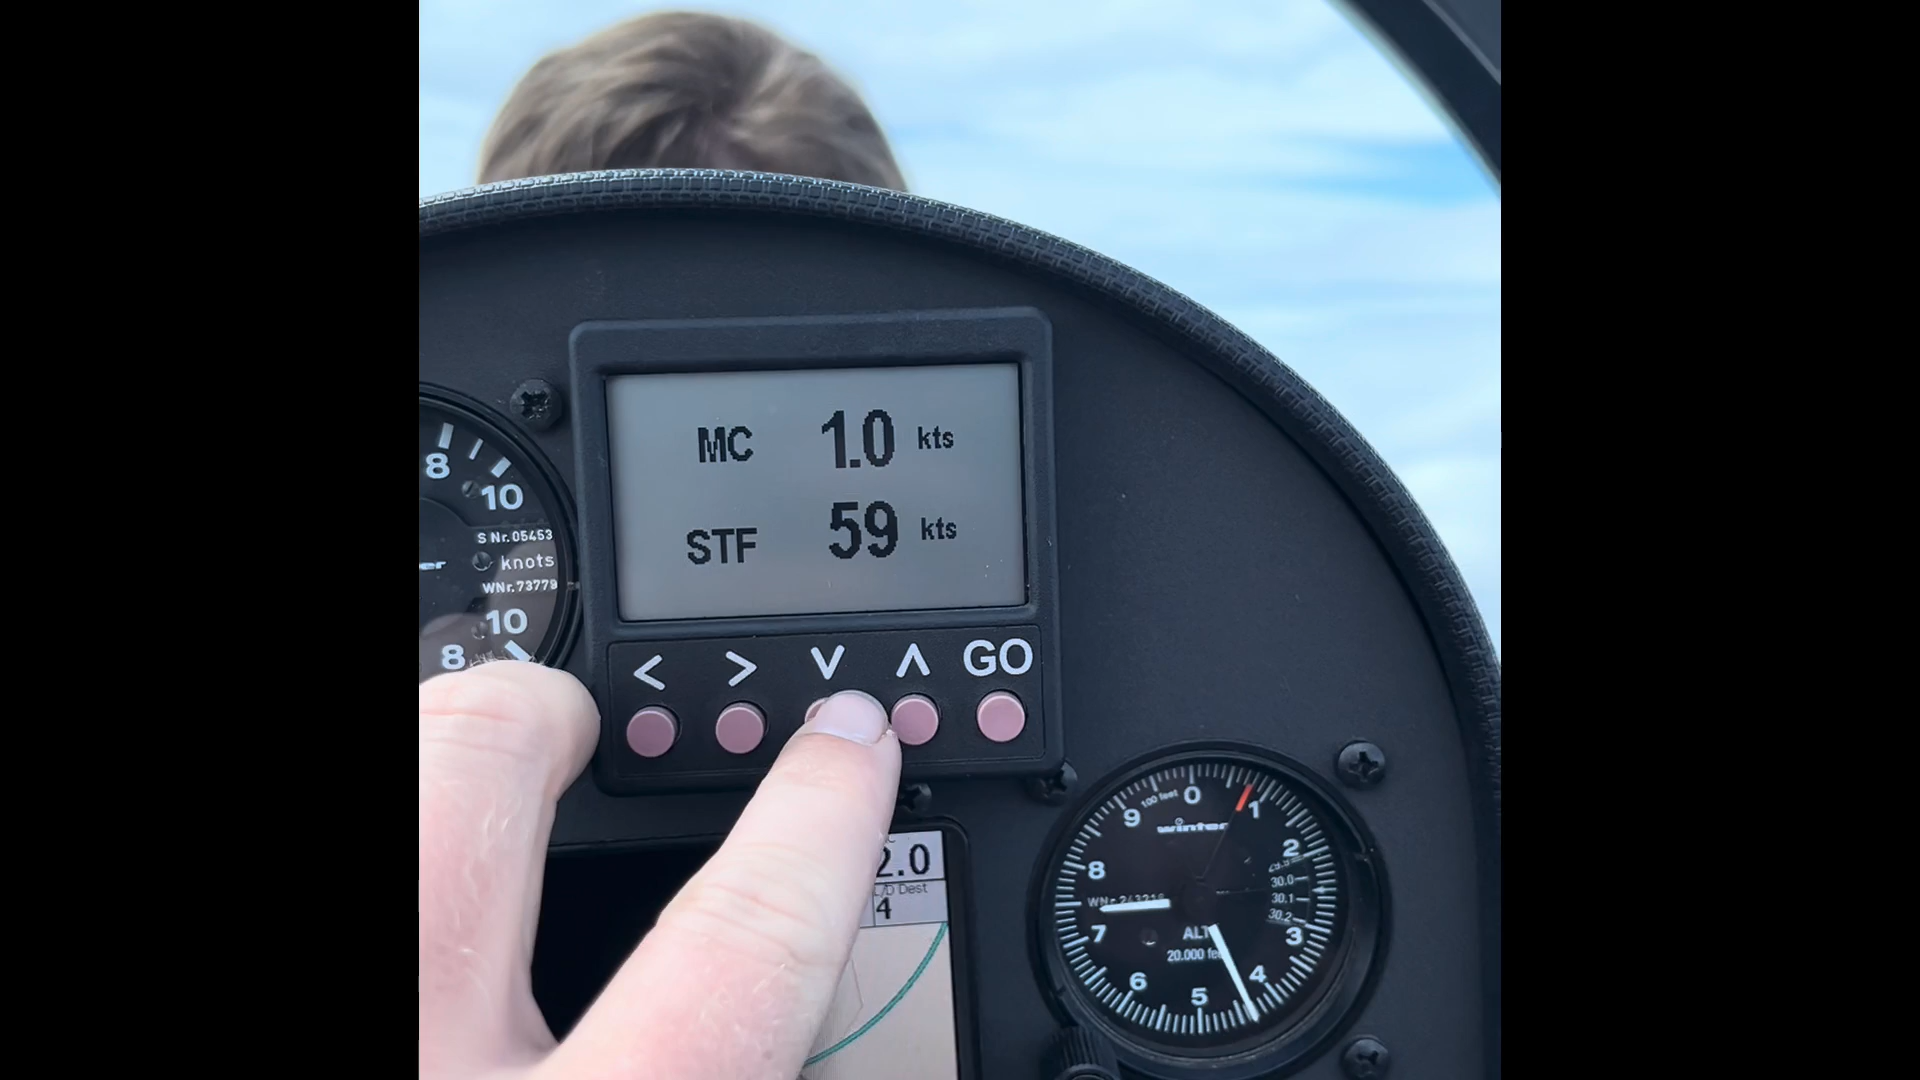 MC 1.0 kts
STF 59 kts
< > V Λ GO
8
10
S Nr. 05453
knots
WNr. 73779
10
8
2.0
L/D Dest
4
100 feet
0
1
2
3
4
5
6
7
8
9
winter
30.0
30.1
30.2
ALT
20.000